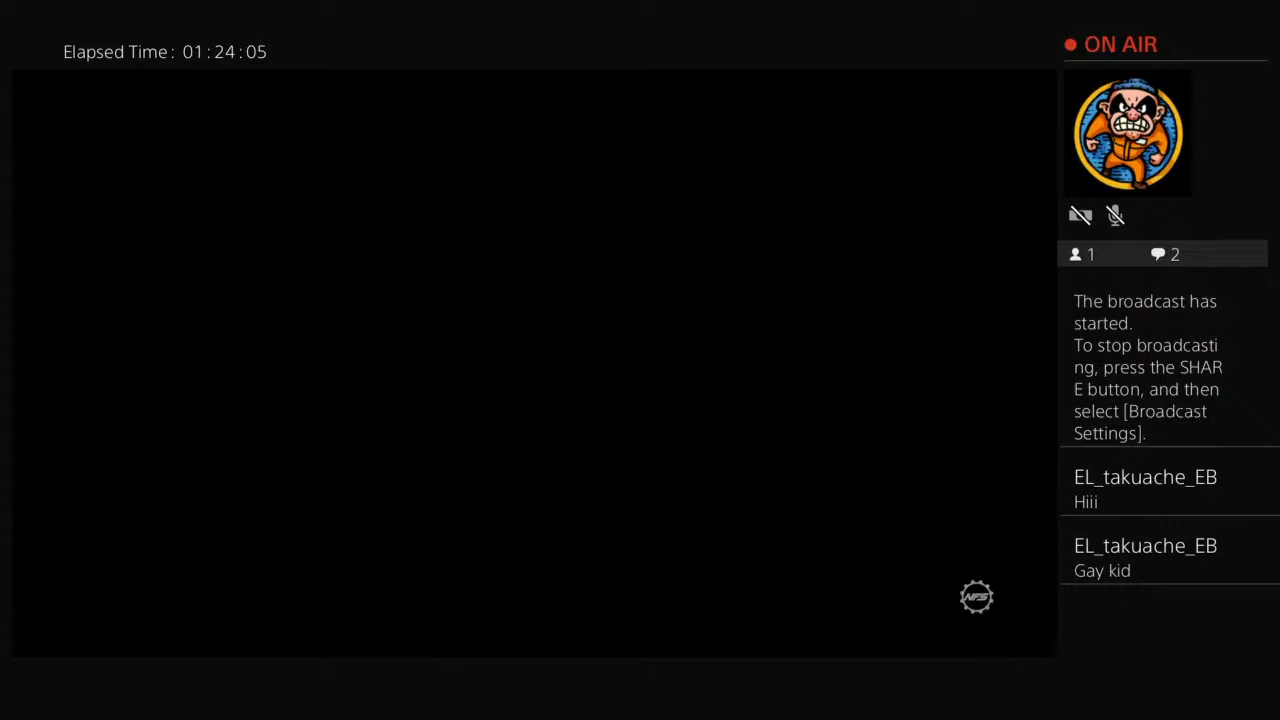 Elapsed Time: 01:24:05
ON AIR
1 2
The broadcast has
started.
To stop broadcasti
ng, press the SHAR
E button, and then
select [Broadcast
Settings].
EL_takuache_EB
Hiii
EL_takuache_EB
Gay kid
NFS